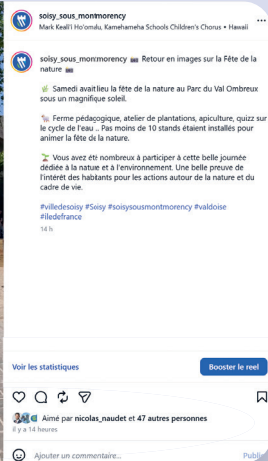 soisy_sous_montmorency
Mark Keali'i Ho'omalu, Kamehameha Schools Children's Chorus • Hawaii
soisy_sous_montmorency 📷 Retour en images sur la Fête de la
nature 📷
🌿 Samedi avait lieu la fête de la nature au Parc du Val Ombreux
sous un magnifique soleil.
🐏 Ferme pédagogique, atelier de plantations, apiculture, quizz sur
le cycle de l'eau .. Pas moins de 10 stands étaient installés pour
animer la fête de la nature.
🏝️ Vous avez été nombreux à participer à cette belle journée
dédiée à la nature et à l'environnement. Une belle preuve de
l'intérêt des habitants pour les actions autour de la nature et du
cadre de vie.
#villedesoisy #Soisy #soisysousmontmorency #valdoise
#iledefrance
14 h
Voir les statistiques
Booster le reel
Aimé par nicolas_naudet et 47 autres personnes
il y a 14 heures
Ajouter un commentaire...
Publier